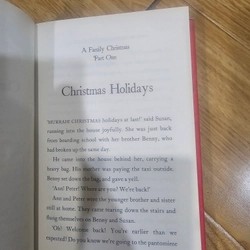 A Family Christmas
Part One
Christmas Holidays
'HURRAH! CHRISTMAS holidays at last!' said Susan,
running into the house joyfully. She was just back
from boarding school with her brother Benny, who
had broken up the same day.
He came into the house behind her, carrying a
heavy bag. His mother was paying the taxi outside.
Benny set down the bag, and gave a yell.
'Ann! Peter! Where are you? We're back!'
Ann and Peter were the younger brother and sister
still at home. They came tearing down the stairs and
flung themselves on Benny and Susan.
'Oh! Welcome back! You're earlier than we
expected! Do you know we're going to the pantomime